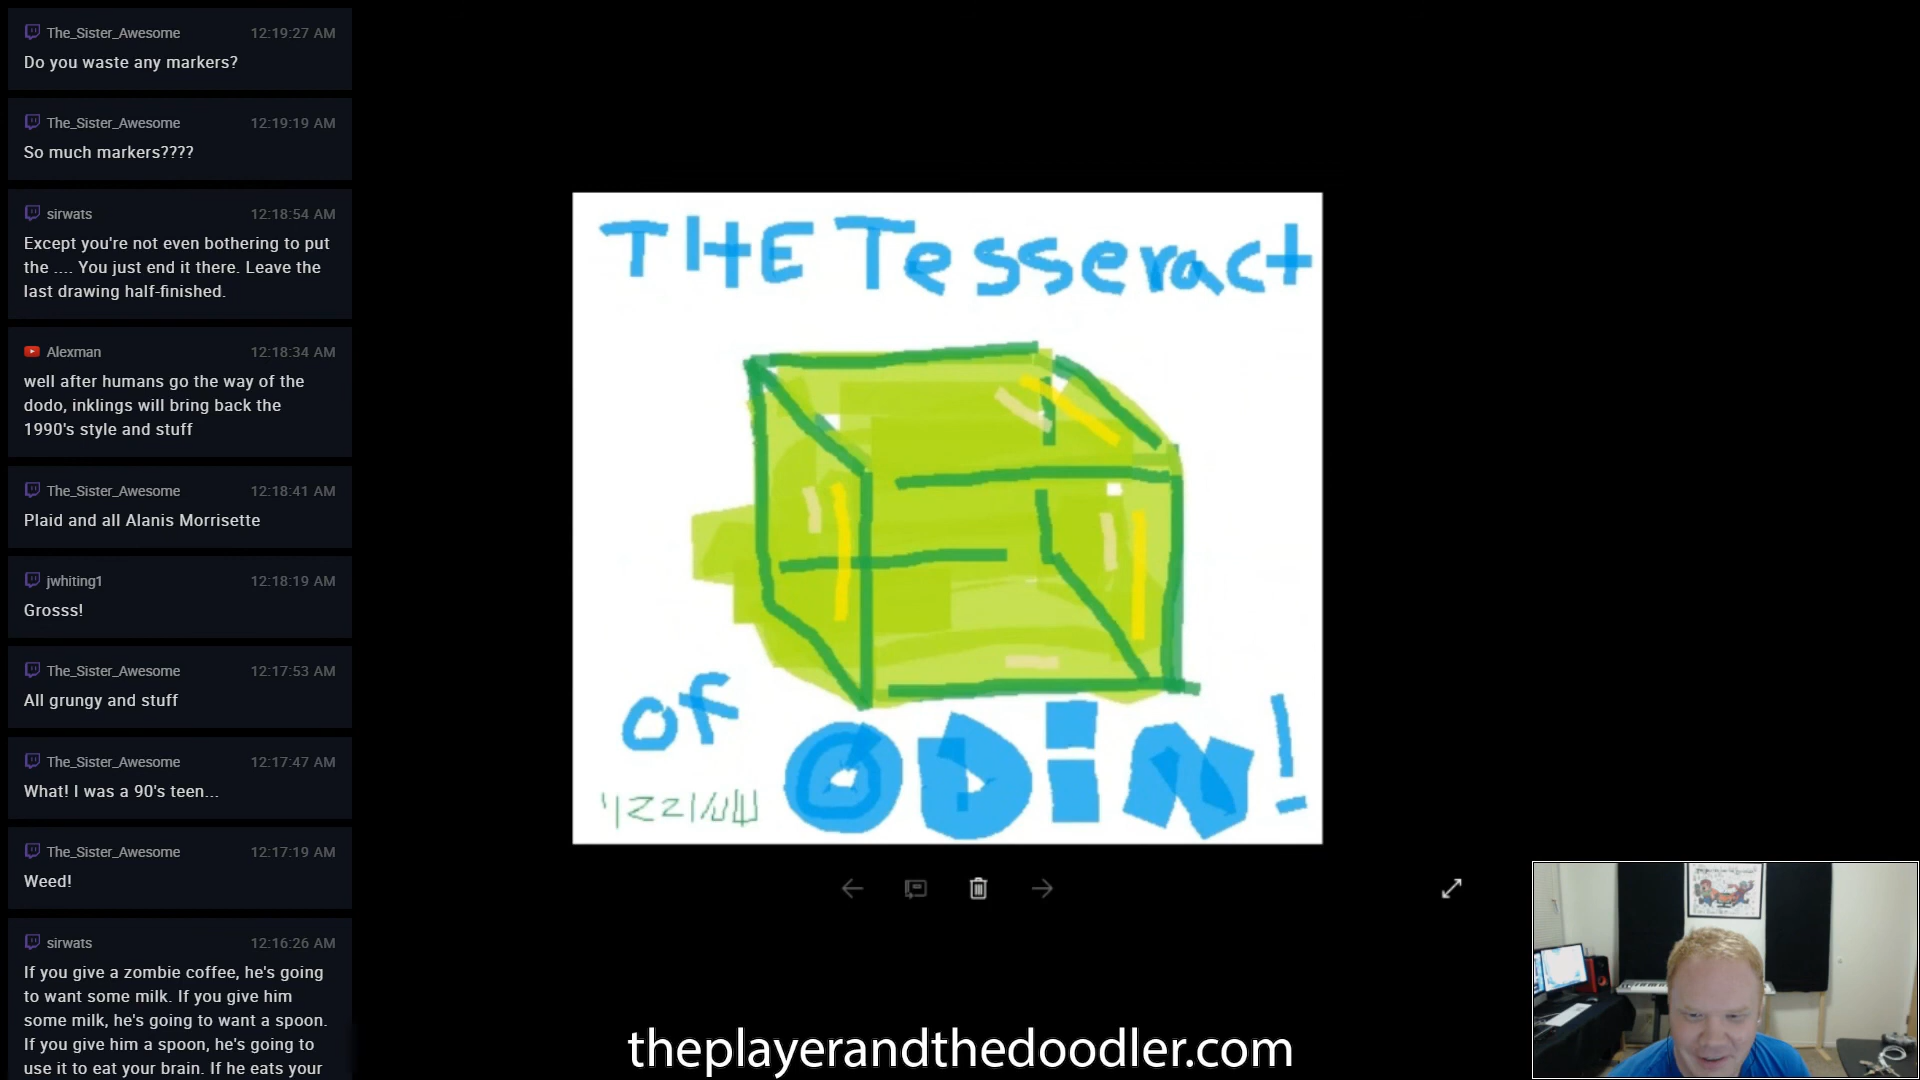 The_Sister_Awesome 12:19:27 AM
Do you waste any markers?
The_Sister_Awesome 12:19:19 AM
So much markers????
sirwats 12:18:54 AM
Except you're not even bothering to put
the .... You just end it there. Leave the
last drawing half-finished.
Alexman 12:18:34 AM
well after humans go the way of the
dodo, inklings will bring back the
1990's style and stuff
The_Sister_Awesome 12:18:41 AM
Plaid and all Alanis Morrisette
jwhiting1 12:18:19 AM
Grosss!
The_Sister_Awesome 12:17:53 AM
All grungy and stuff
The_Sister_Awesome 12:17:47 AM
What! I was a 90's teen...
The_Sister_Awesome 12:17:19 AM
Weed!
sirwats 12:16:26 AM
If you give a zombie coffee, he's going
to want some milk. If you give him
some milk, he's going to want a spoon.
If you give him a spoon, he's going to
use it to eat your brain. If he eats your
THE Tesseract
of
ODiN!
theplayerandthedoodler.com